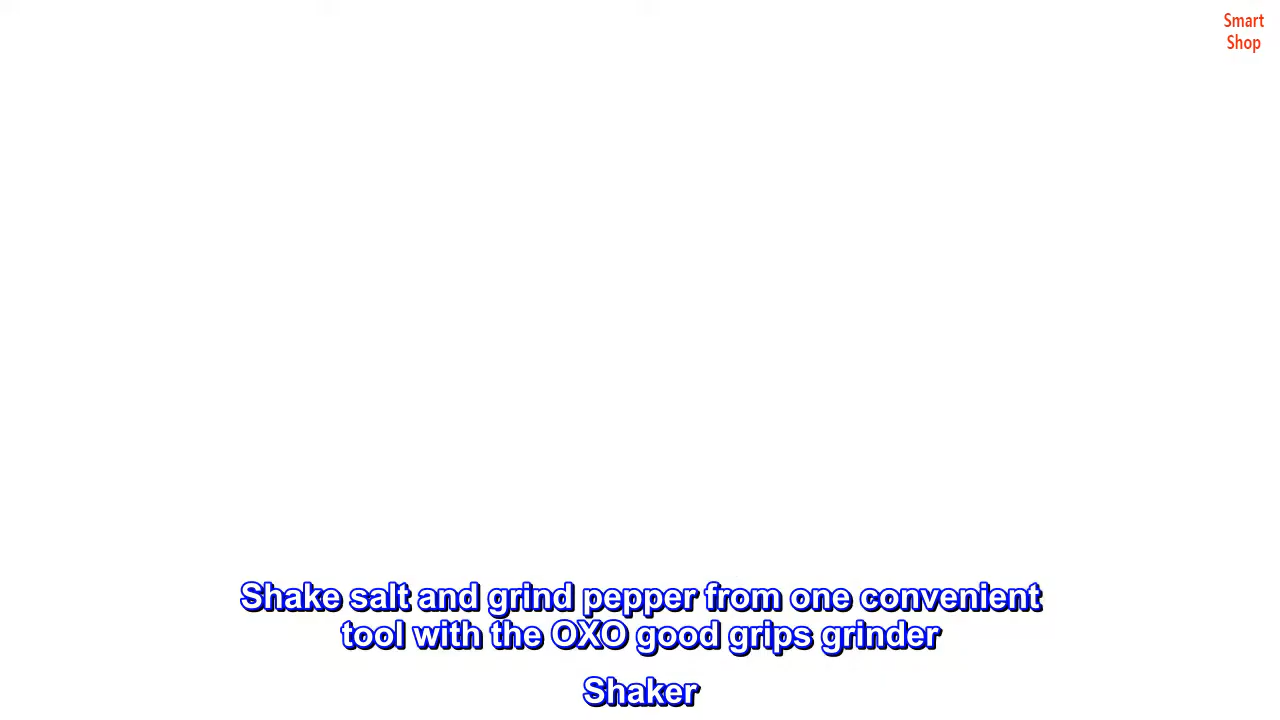 Smart
Shop
Shake salt and grind pepper from one convenient
tool with the OXO good grips grinder
Shaker